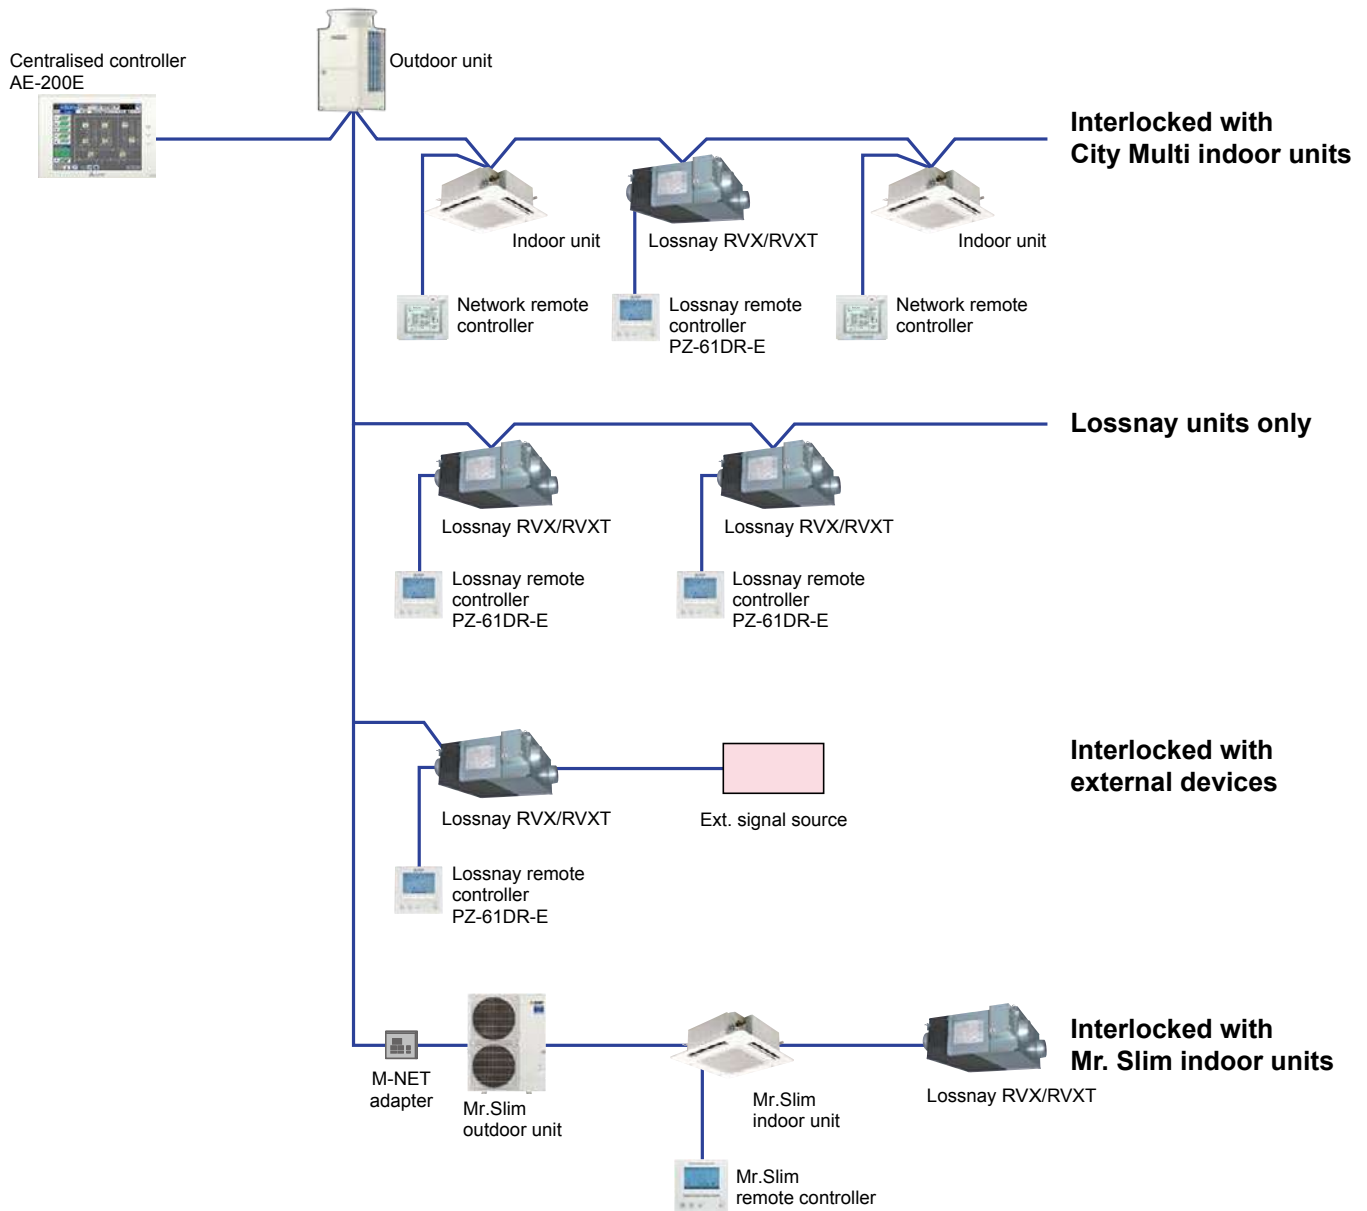 Centralised controller
AE-200E
Outdoor unit
Interlocked with
City Multi indoor units
Indoor unit
Lossnay RVX/RVXT
Indoor unit
Network remote
controller
Lossnay remote
controller
PZ-61DR-E
Network remote
controller
Lossnay units only
Lossnay RVX/RVXT
Lossnay RVX/RVXT
Lossnay remote
controller
PZ-61DR-E
Lossnay remote
controller
PZ-61DR-E
Interlocked with
external devices
Lossnay RVX/RVXT
Ext. signal source
Lossnay remote
controller
PZ-61DR-E
Interlocked with
Mr. Slim indoor units
M-NET
adapter
Mr.Slim
outdoor unit
Mr.Slim
indoor unit
Lossnay RVX/RVXT
Mr.Slim
remote controller